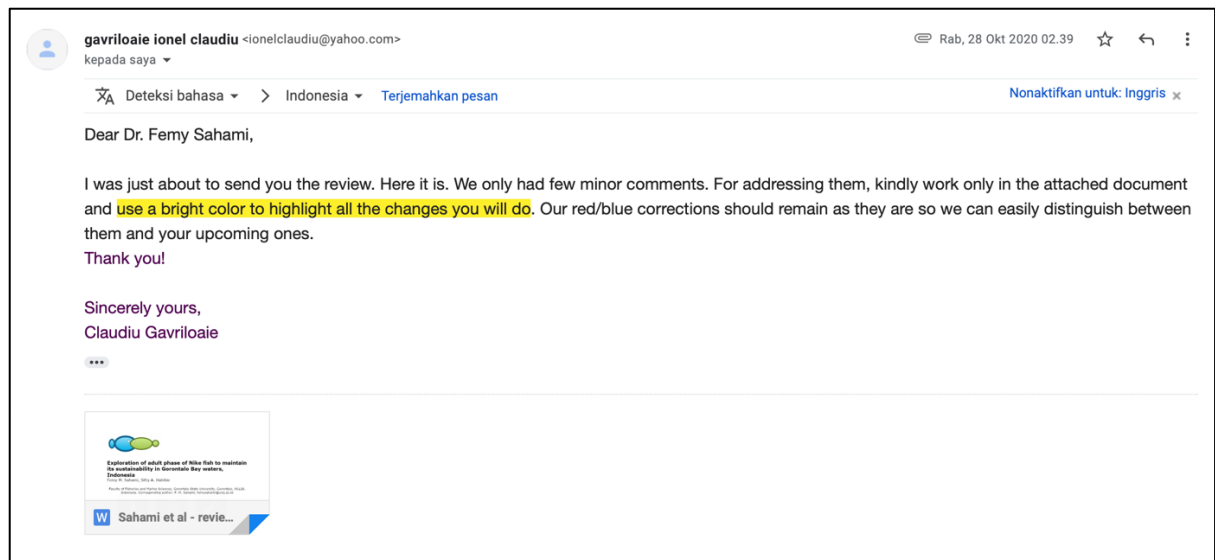 gavriloaie ionel claudiu <ionelclaudiu@yahoo.com>
Rab, 28 Okt 2020 02.39
kepada saya
Deteksi bahasa > Indonesia Terjemahkan pesan
Nonaktifkan untuk: Inggris x
Dear Dr. Femy Sahami,
I was just about to send you the review. Here it is. We only had few minor comments. For addressing them, kindly work only in the attached document
and use a bright color to highlight all the changes you will do. Our red/blue corrections should remain as they are so we can easily distinguish between
them and your upcoming ones.
Thank you!
Sincerely yours,
Claudiu Gavriloaie
Exploration of adult phase of Nike fish to maintain
its sustainability in Gorontalo Bay waters,
Indonesia
W Sahami et al - revie...